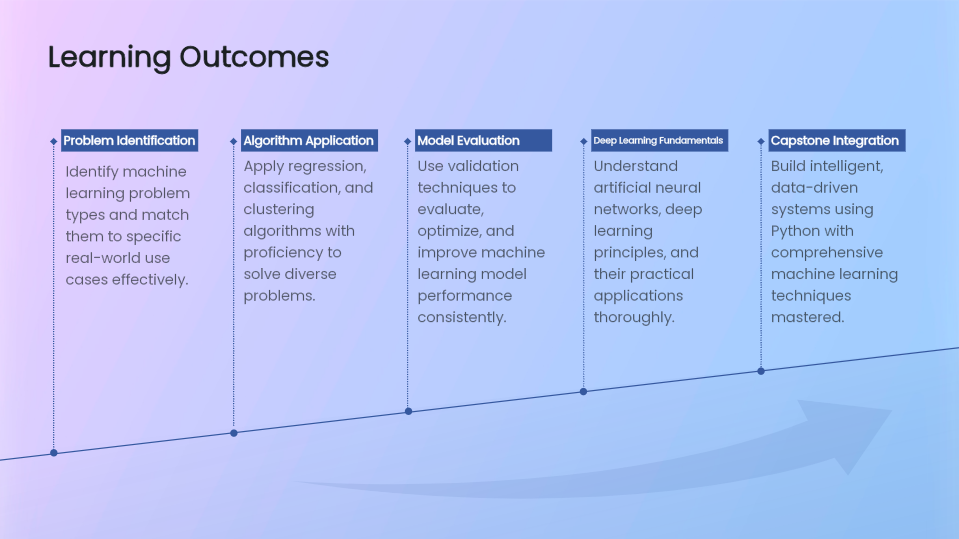 Learning Outcomes
Problem Identification
Identify machine
learning problem
types and match
them to specific
real-world use
cases effectively.
Algorithm Application
Apply regression,
classification, and
clustering
algorithms with
proficiency to
solve diverse
problems.
Model Evaluation
Use validation
techniques to
evaluate,
optimize, and
improve machine
learning model
performance
consistently.
Deep Learning Fundamentals
Understand
artificial neural
networks, deep
learning
principles, and
their practical
applications
thoroughly.
Capstone Integration
Build intelligent,
data-driven
systems using
Python with
comprehensive
machine learning
techniques
mastered.